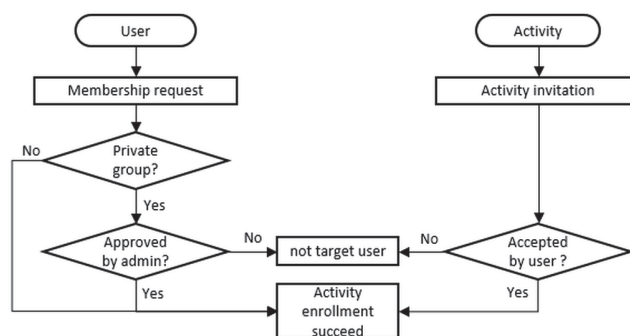 User
Activity
Membership request
Activity invitation
No
Private
group?
Yes
Approved
by admin?
No
not target user
No
Accepted
by user ?
Yes
Activity
enrollment
succeed
Yes